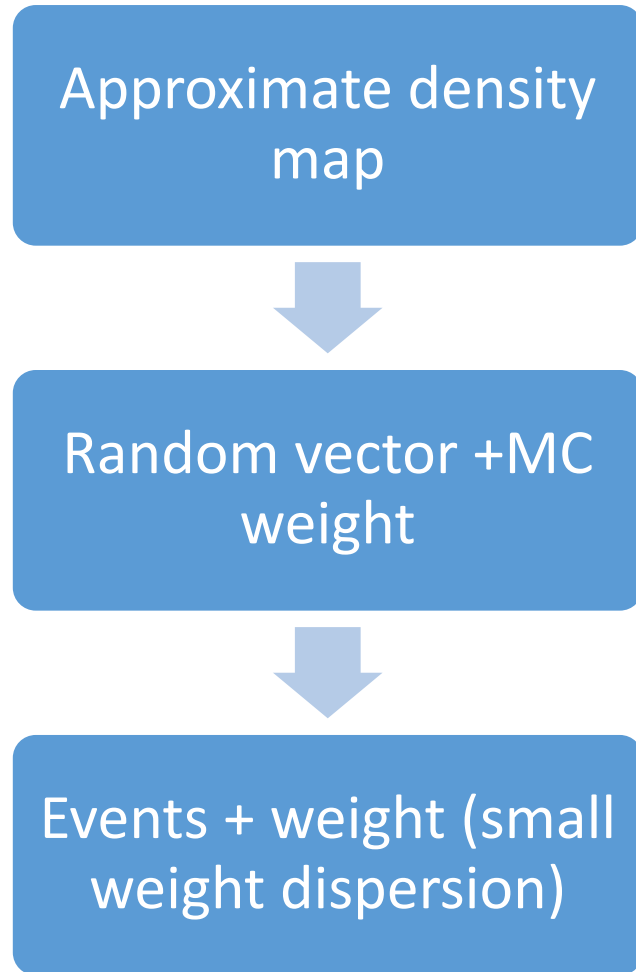 Approximate density
map
Random vector +MC
weight
Events + weight (small
weight dispersion)